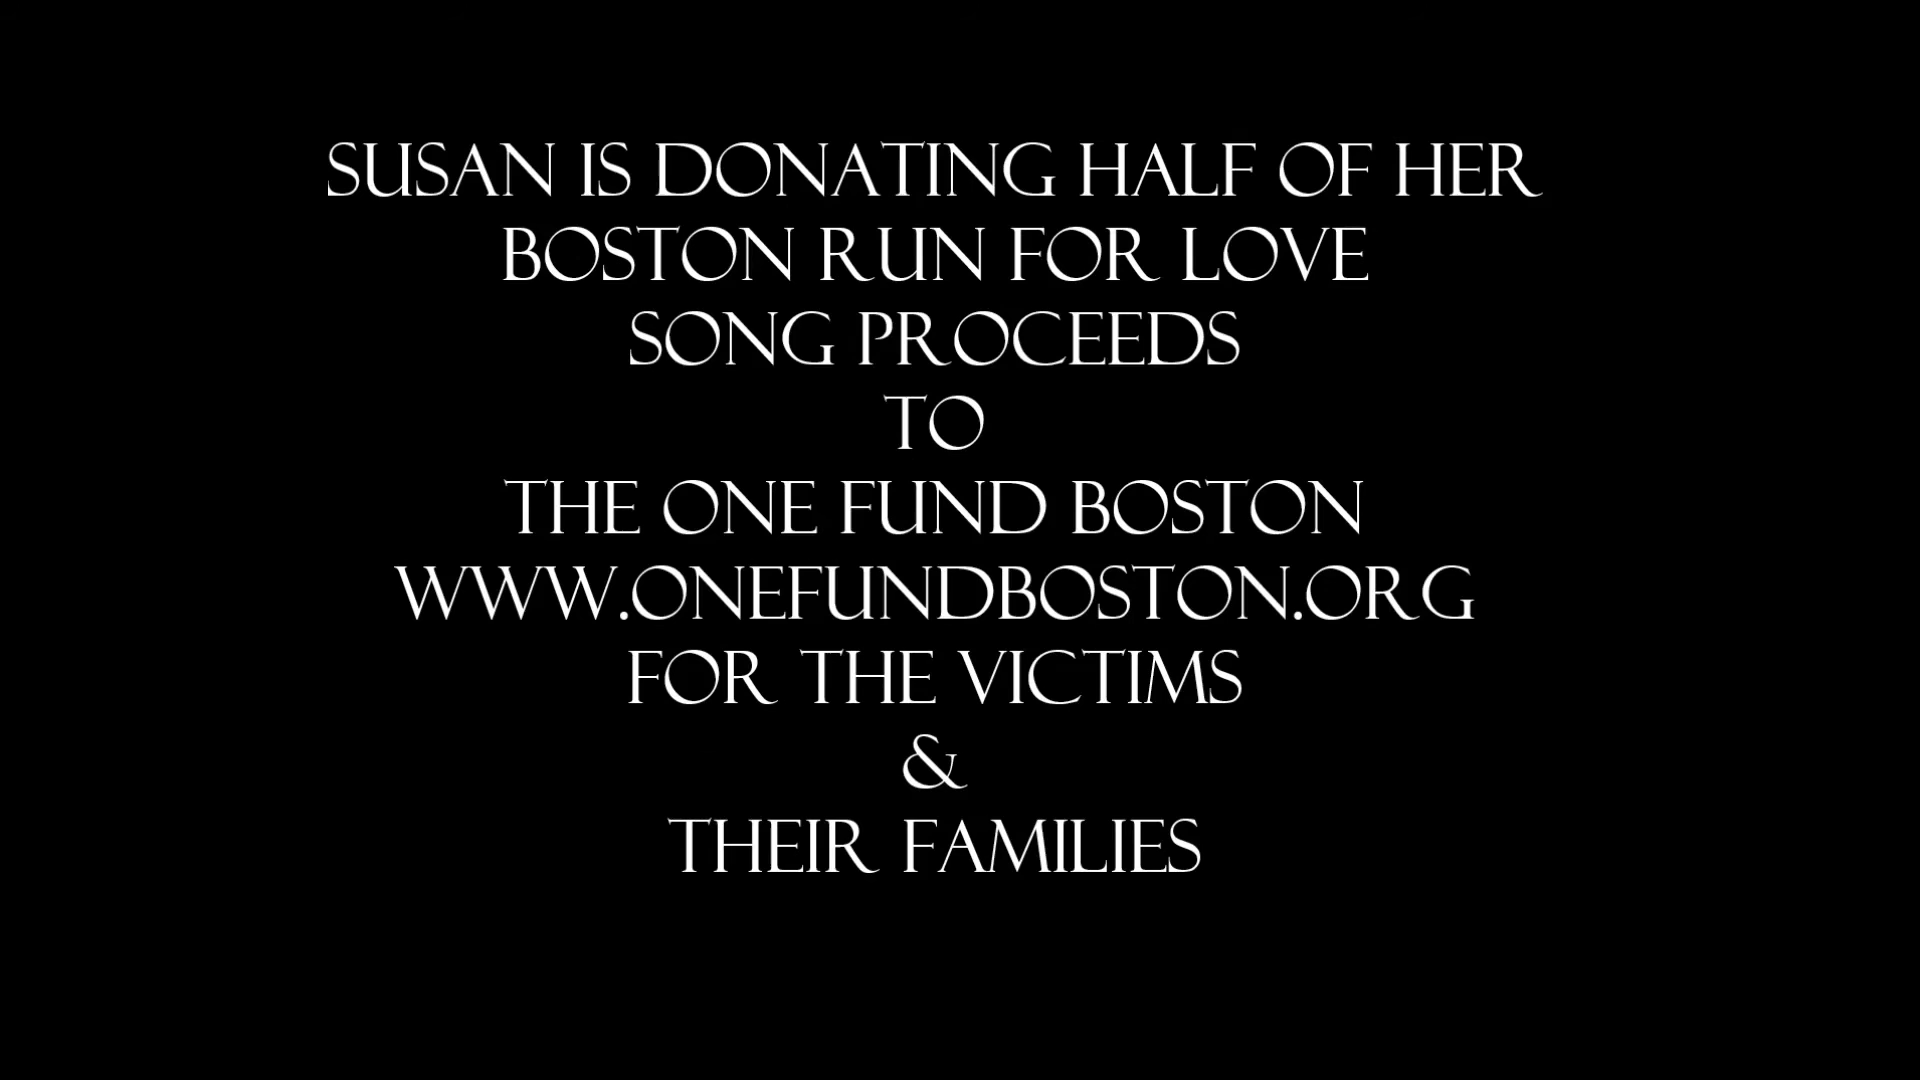 SUSAN IS DONATING HALF OF HER
BOSTON RUN FOR LOVE
SONG PROCEEDS
TO
THE ONE FUND BOSTON
WWW.ONEFUNDBOSTON.ORG
FOR THE VICTIMS
&
THEIR FAMILIES